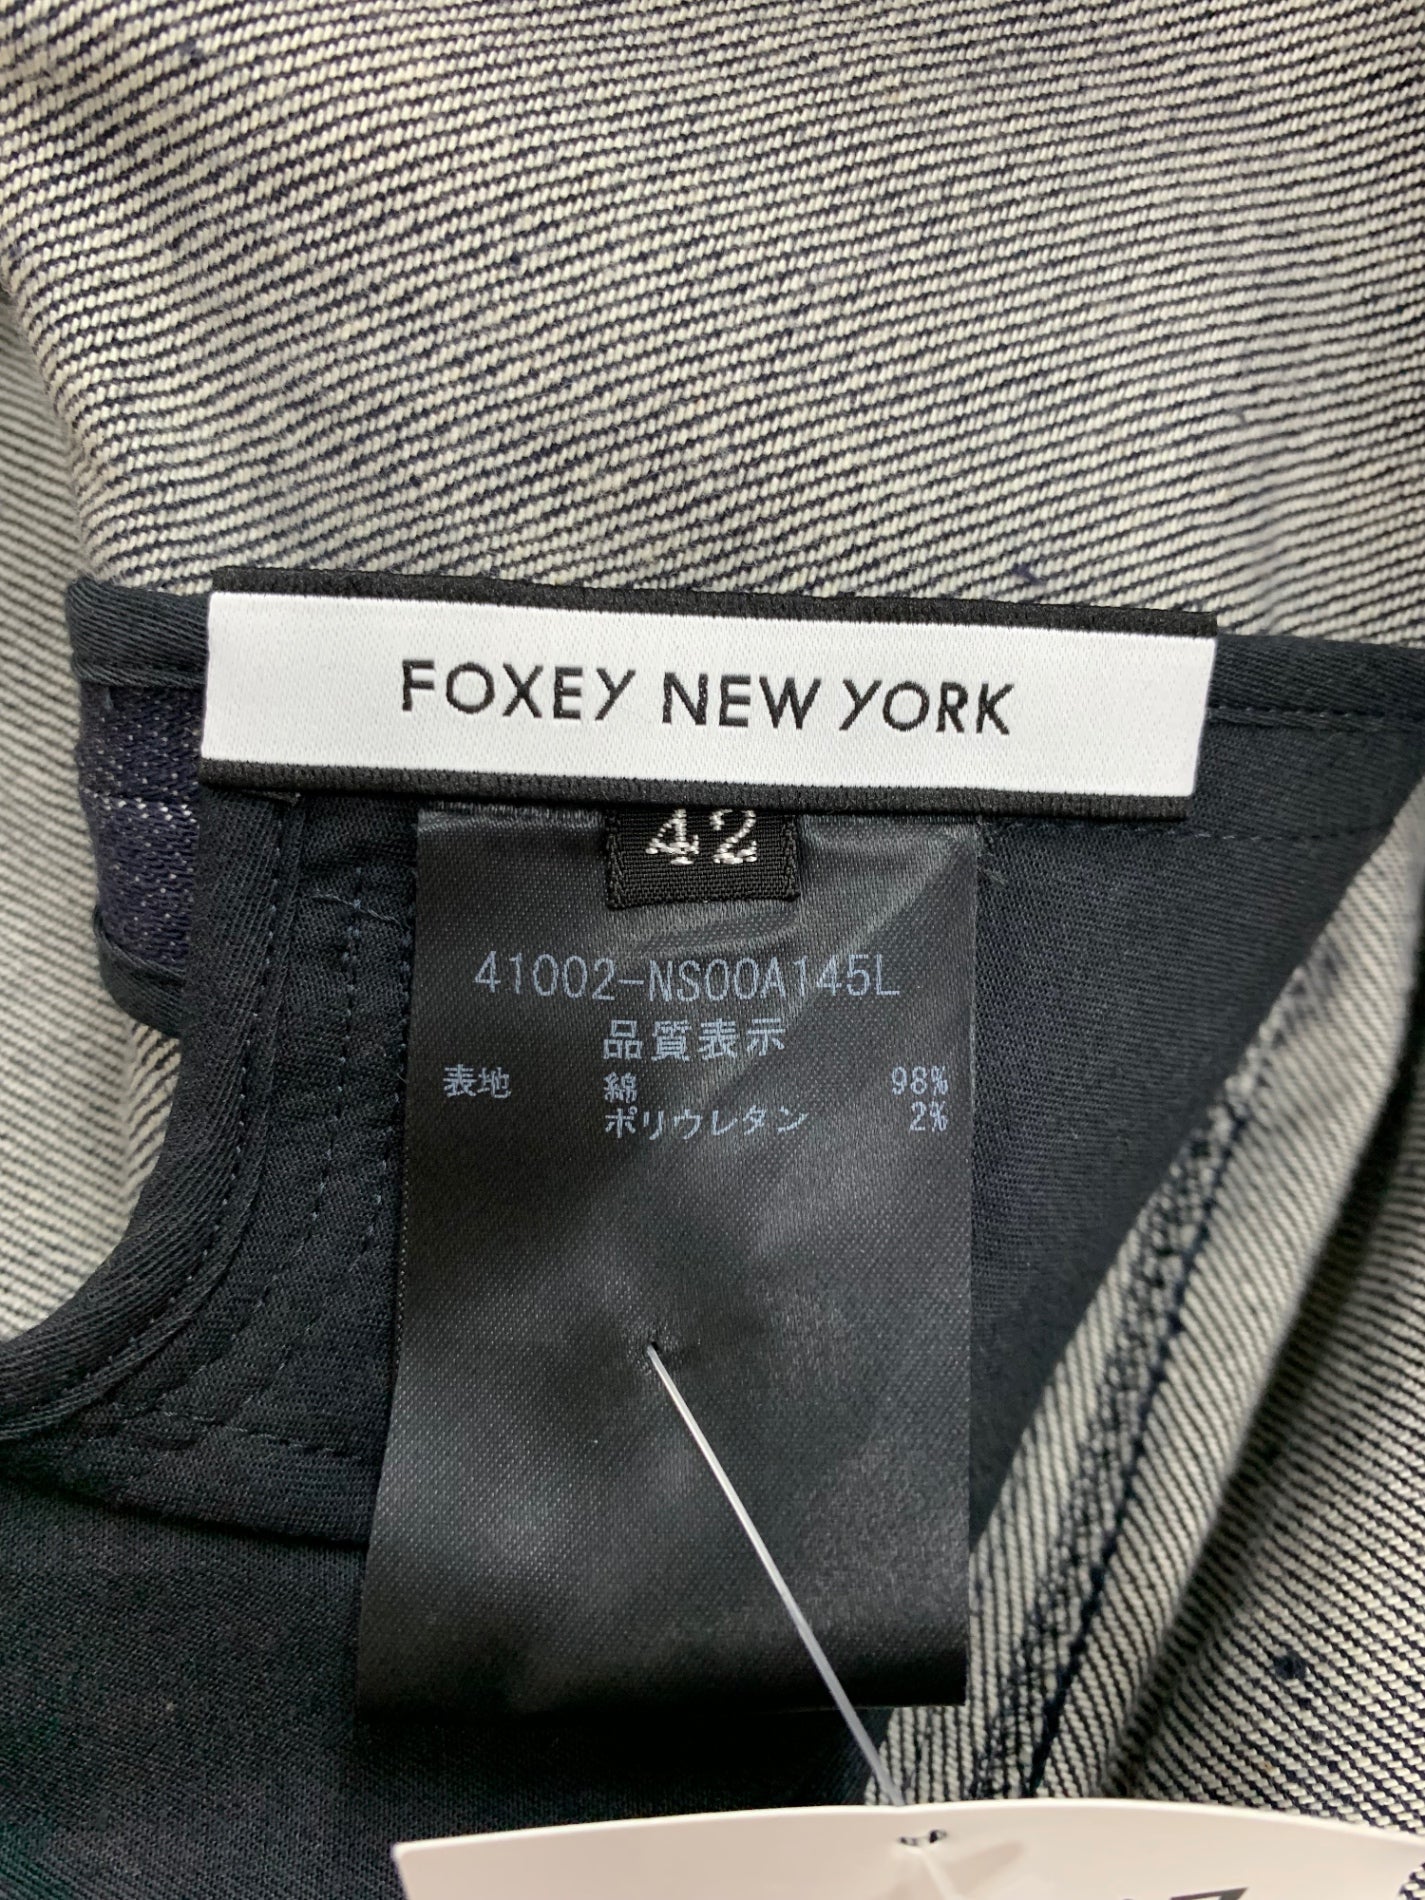 FOXEY NEW YORK
42
41002-NS00A145L
品質表示
表地 綿 98%
ポリウレタン 2%